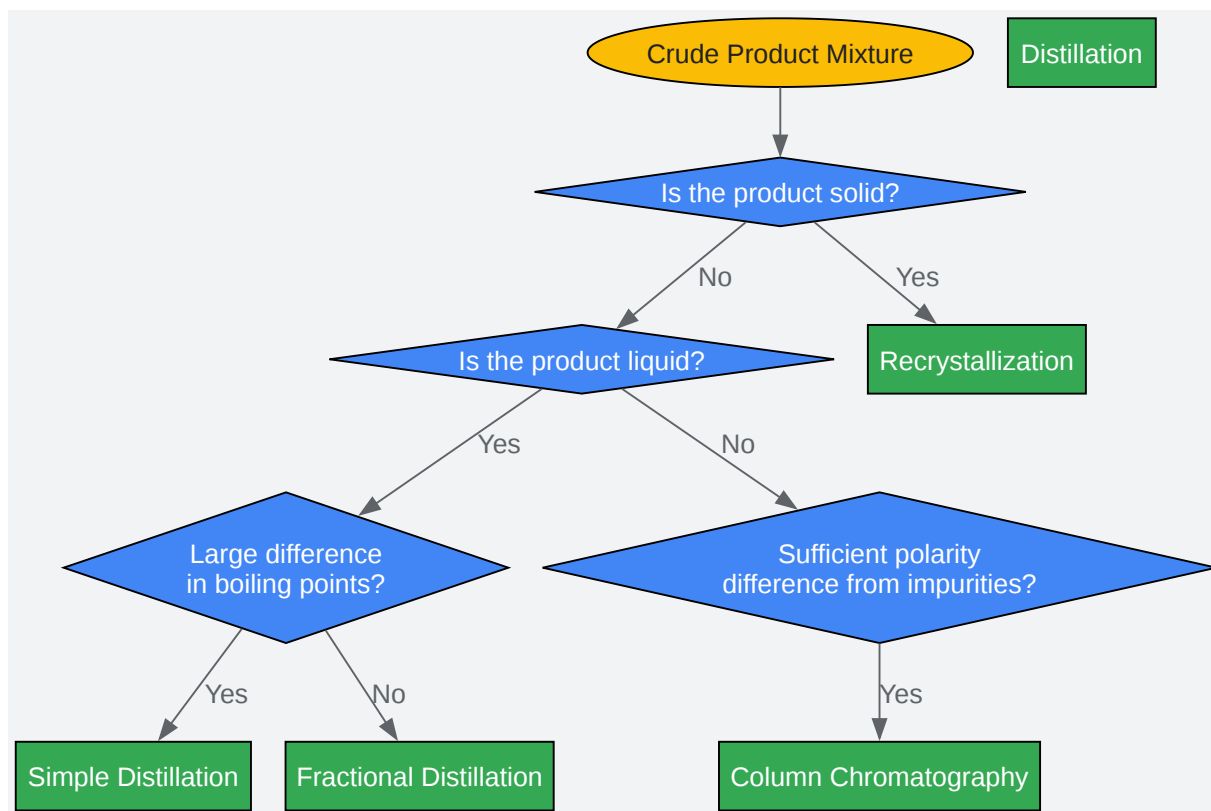 Crude Product Mixture
Distillation
Is the product solid?
No
Yes
Is the product liquid?
Recrystallization
Yes
No
Large difference
in boiling points?
Sufficient polarity
difference from impurities?
Yes
No
Yes
Simple Distillation
Fractional Distillation
Column Chromatography